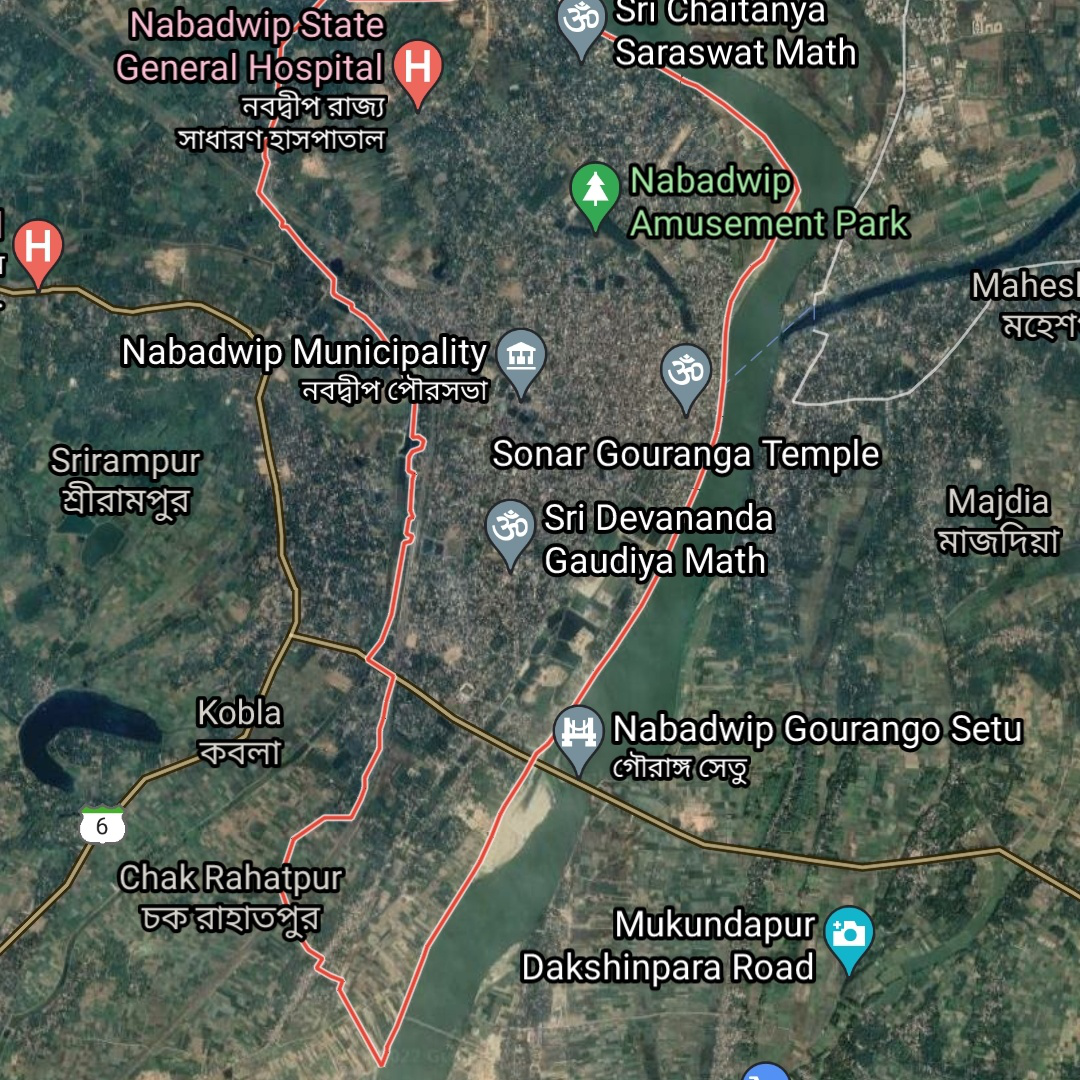 Sri Chaitanya
Saraswat Math
Nabadwip State
General Hospital
নবদ্বীপ রাজ্য
সাধারণ হাসপাতাল
H
Nabadwip
Amusement Park
H
Mahesh
মহেশ
Nabadwip Municipality
নবদ্বীপ পৌরসভা
ॐ
Sonar Gouranga Temple
Srirampur
শ্রীরামপুর
Sri Devananda
Gaudiya Math
Majdia
মাজদিয়া
Kobla
কবলা
Nabadwip Gourango Setu
গৌরাঙ্গ সেতু
6
Chak Rahatpur
চক রাহাতপুর
Mukundapur
Dakshinpara Road